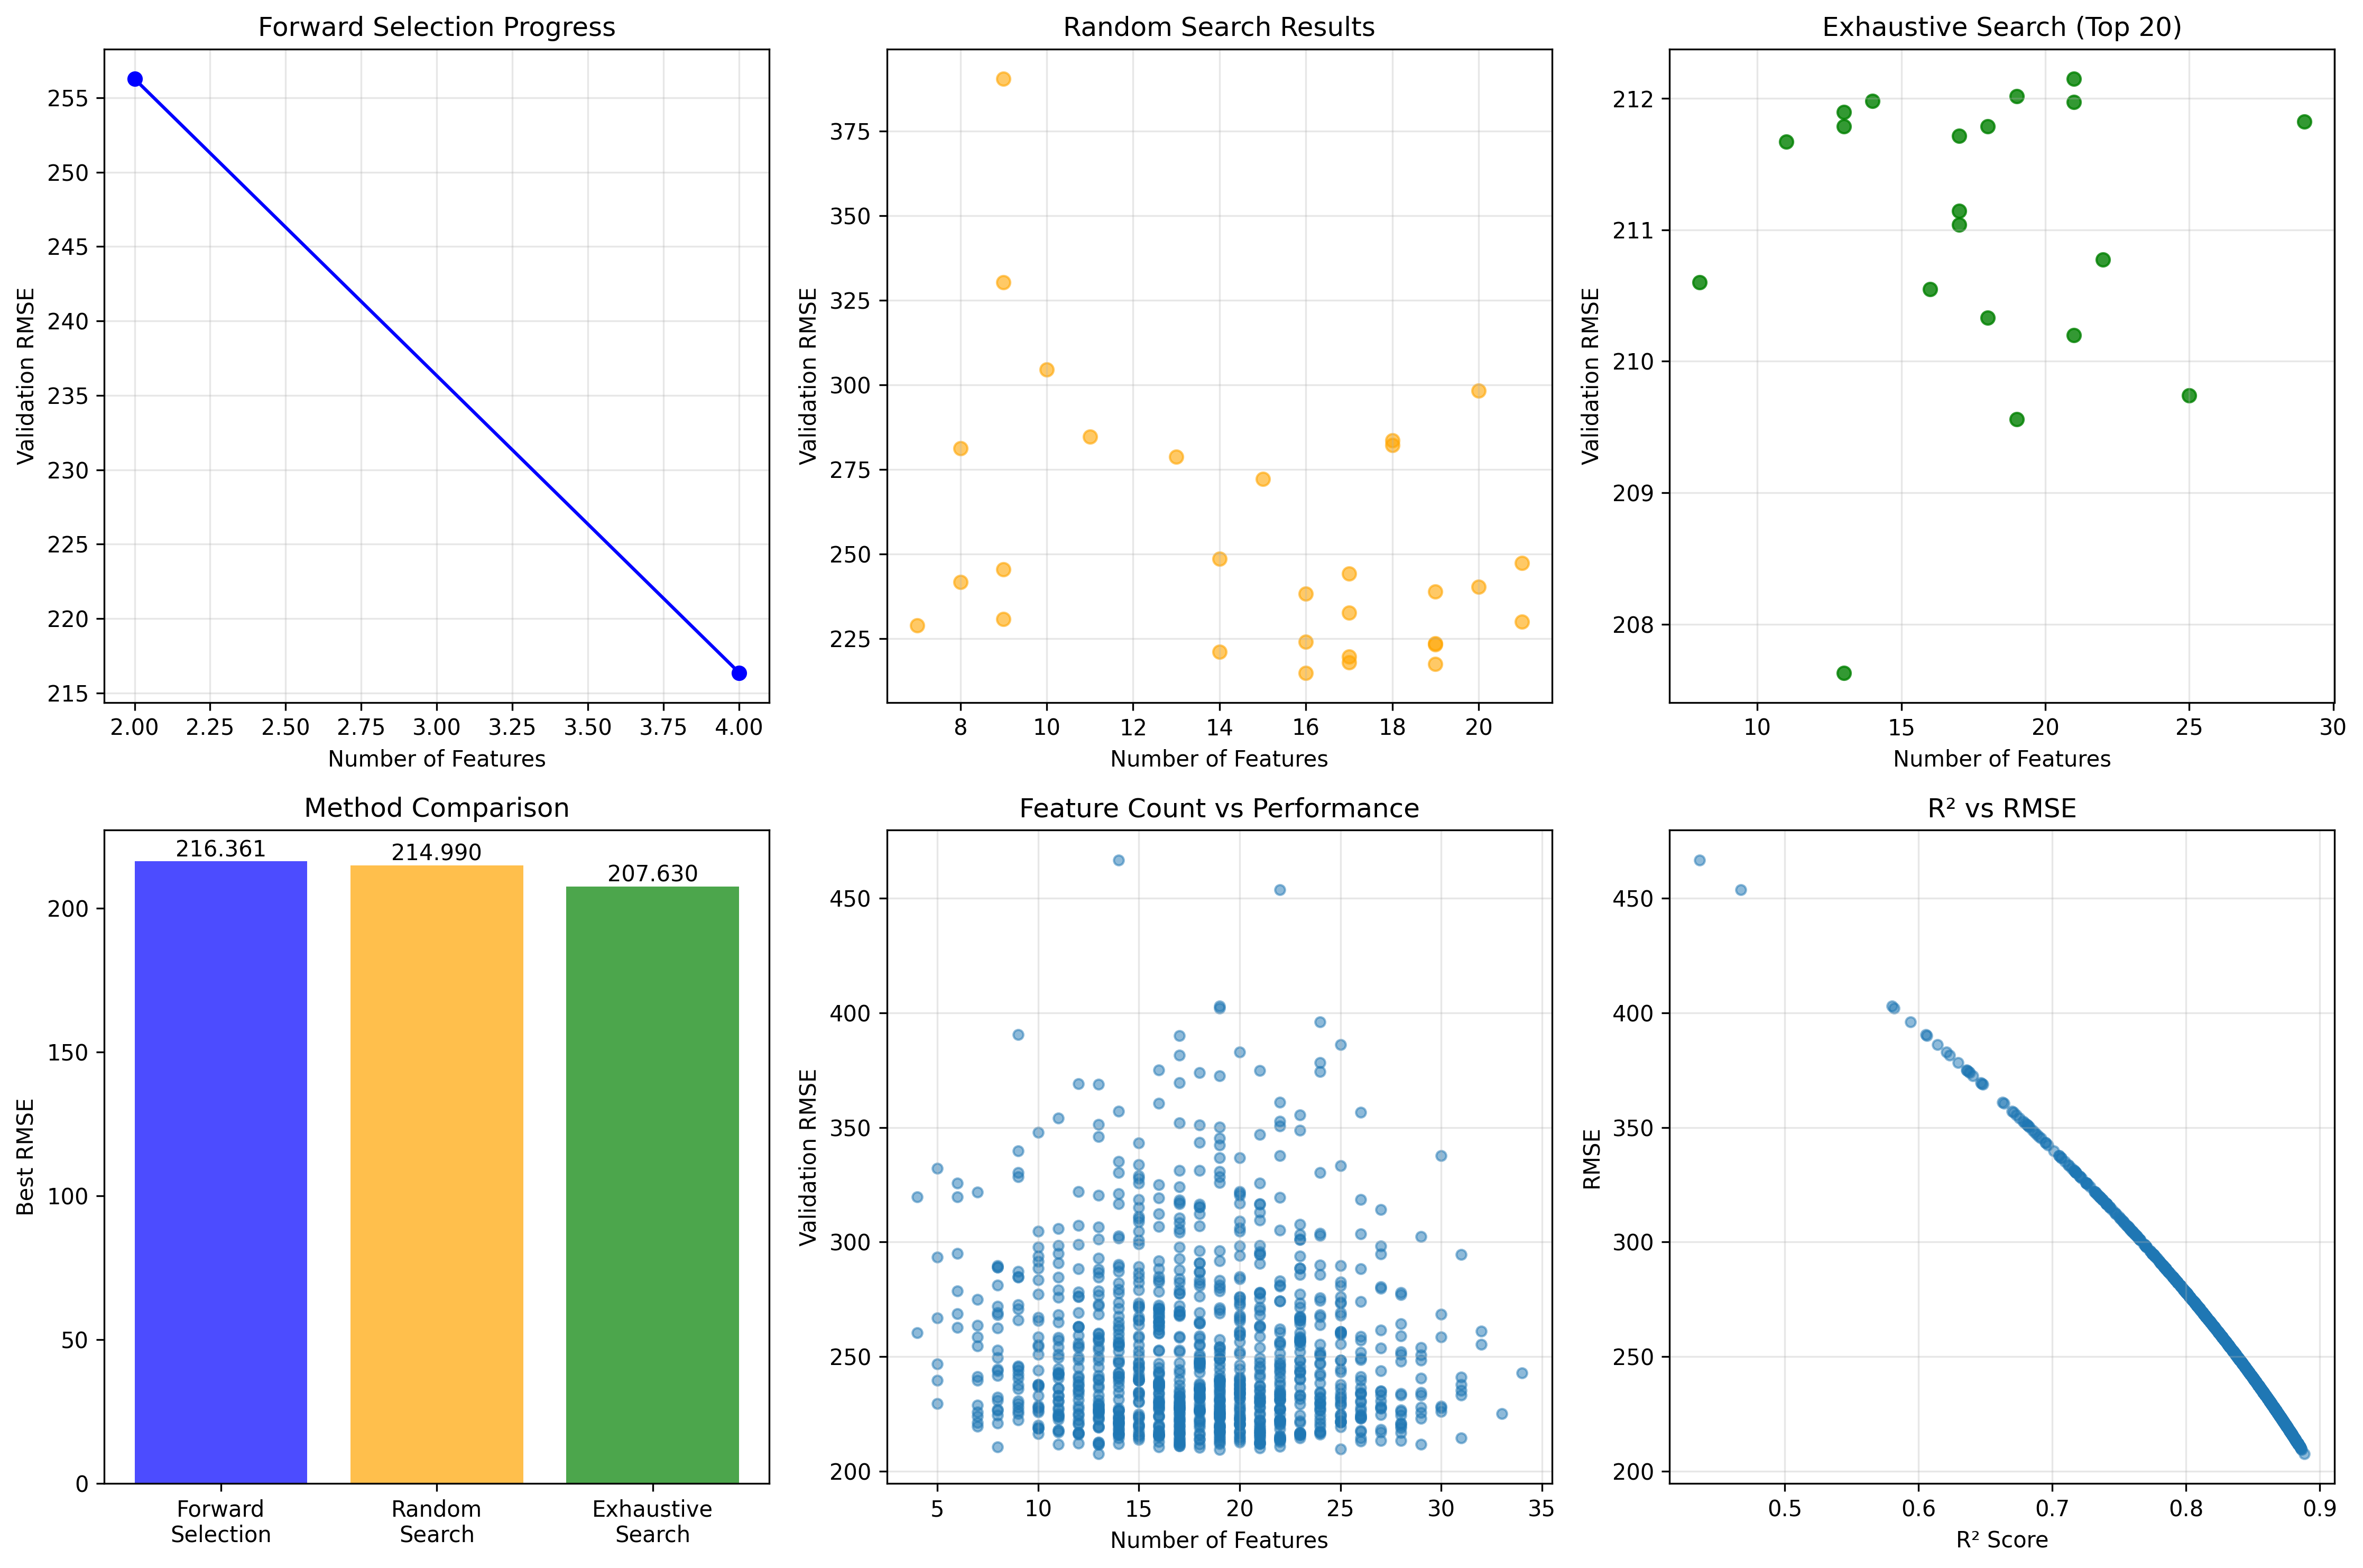 Forward Selection Progress
Validation RMSE
255
250
245
240
235
230
225
220
215
2.00 2.25 2.50 2.75 3.00 3.25 3.50 3.75 4.00
Number of Features
Random Search Results
Validation RMSE
375
350
325
300
275
250
225
8 10 12 14 16 18 20
Number of Features
Exhaustive Search (Top 20)
Validation RMSE
212
211
210
209
208
10 15 20 25 30
Number of Features
Method Comparison
Best RMSE
200
150
100
50
0
216.361
214.990
207.630
Forward
Selection
Random
Search
Exhaustive
Search
Feature Count vs Performance
Validation RMSE
450
400
350
300
250
200
5 10 15 20 25 30 35
Number of Features
R² vs RMSE
RMSE
450
400
350
300
250
200
0.5 0.6 0.7 0.8 0.9
R² Score